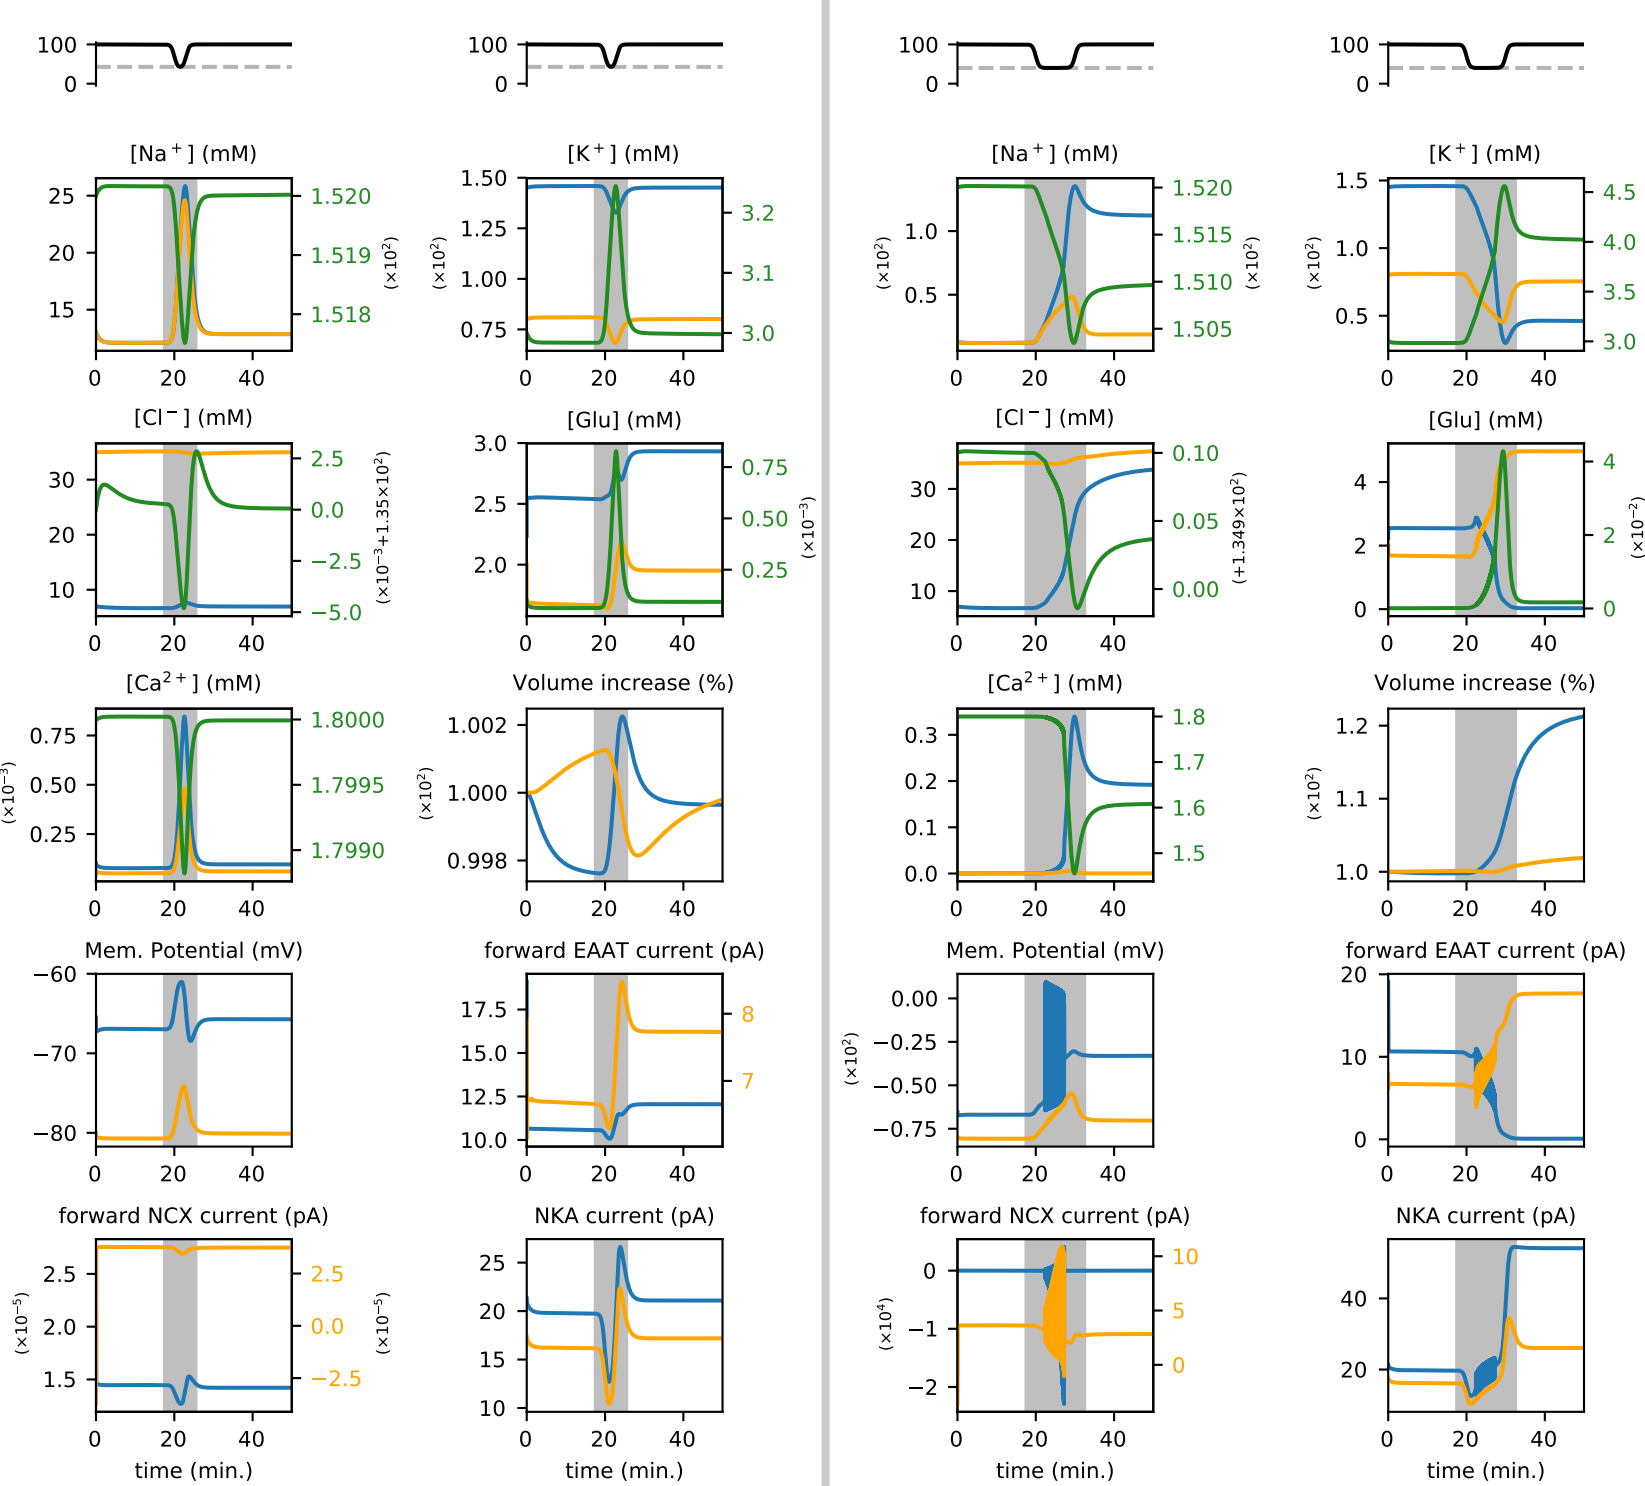 100 100 100 100
0 0 0 0
[Na+] (mM) [K+] (mM) [Na+] (mM) [K+] (mM)
25 20 15 1.520 1.519 1.518 (×10²) 0 20 40
(×10²) 1.50 1.25 1.00 0.75 3.2 3.1 3.0 0 20 40
(×10²) 1.0 0.5 1.520 1.515 1.510 1.505 (×10²) 0 20 40
(×10²) 1.5 1.0 0.5 4.5 4.0 3.5 3.0 0 20 40
[Cl−] (mM) [Glu] (mM) [Cl−] (mM) [Glu] (mM)
30 20 10 2.5 0.0 −2.5 −5.0 (×10⁻³+1.35×10²) 0 20 40
3.0 2.5 2.0 0.75 0.50 0.25 (×10⁻³) 0 20 40
30 20 10 0.10 0.05 0.00 (+1.349×10²) 0 20 40
4 2 0 4 2 0 (×10⁻²) 0 20 40
[Ca2+] (mM) Volume increase (%) [Ca2+] (mM) Volume increase (%)
(×10⁻³) 0.75 0.50 0.25 1.8000 1.7995 1.7990 0 20 40
(×10²) 1.002 1.000 0.998 0 20 40
0.3 0.2 0.1 0.0 1.8 1.7 1.6 1.5 0 20 40
(×10²) 1.2 1.1 1.0 0 20 40
Mem. Potential (mV) forward EAAT current (pA) Mem. Potential (mV) forward EAAT current (pA)
−60 −70 −80 0 20 40
17.5 15.0 12.5 10.0 8 7 0 20 40
(×10²) 0.00 −0.25 −0.50 −0.75 0 20 40
20 10 0 0 20 40
forward NCX current (pA) NKA current (pA) forward NCX current (pA) NKA current (pA)
(×10⁻⁵) 2.5 2.0 1.5 2.5 0.0 −2.5 (×10⁻⁵) 0 20 40
25 20 15 10 0 20 40
(×10⁴) 0 −1 −2 10 5 0 0 20 40
40 20 0 20 40
time (min.) time (min.) time (min.) time (min.)